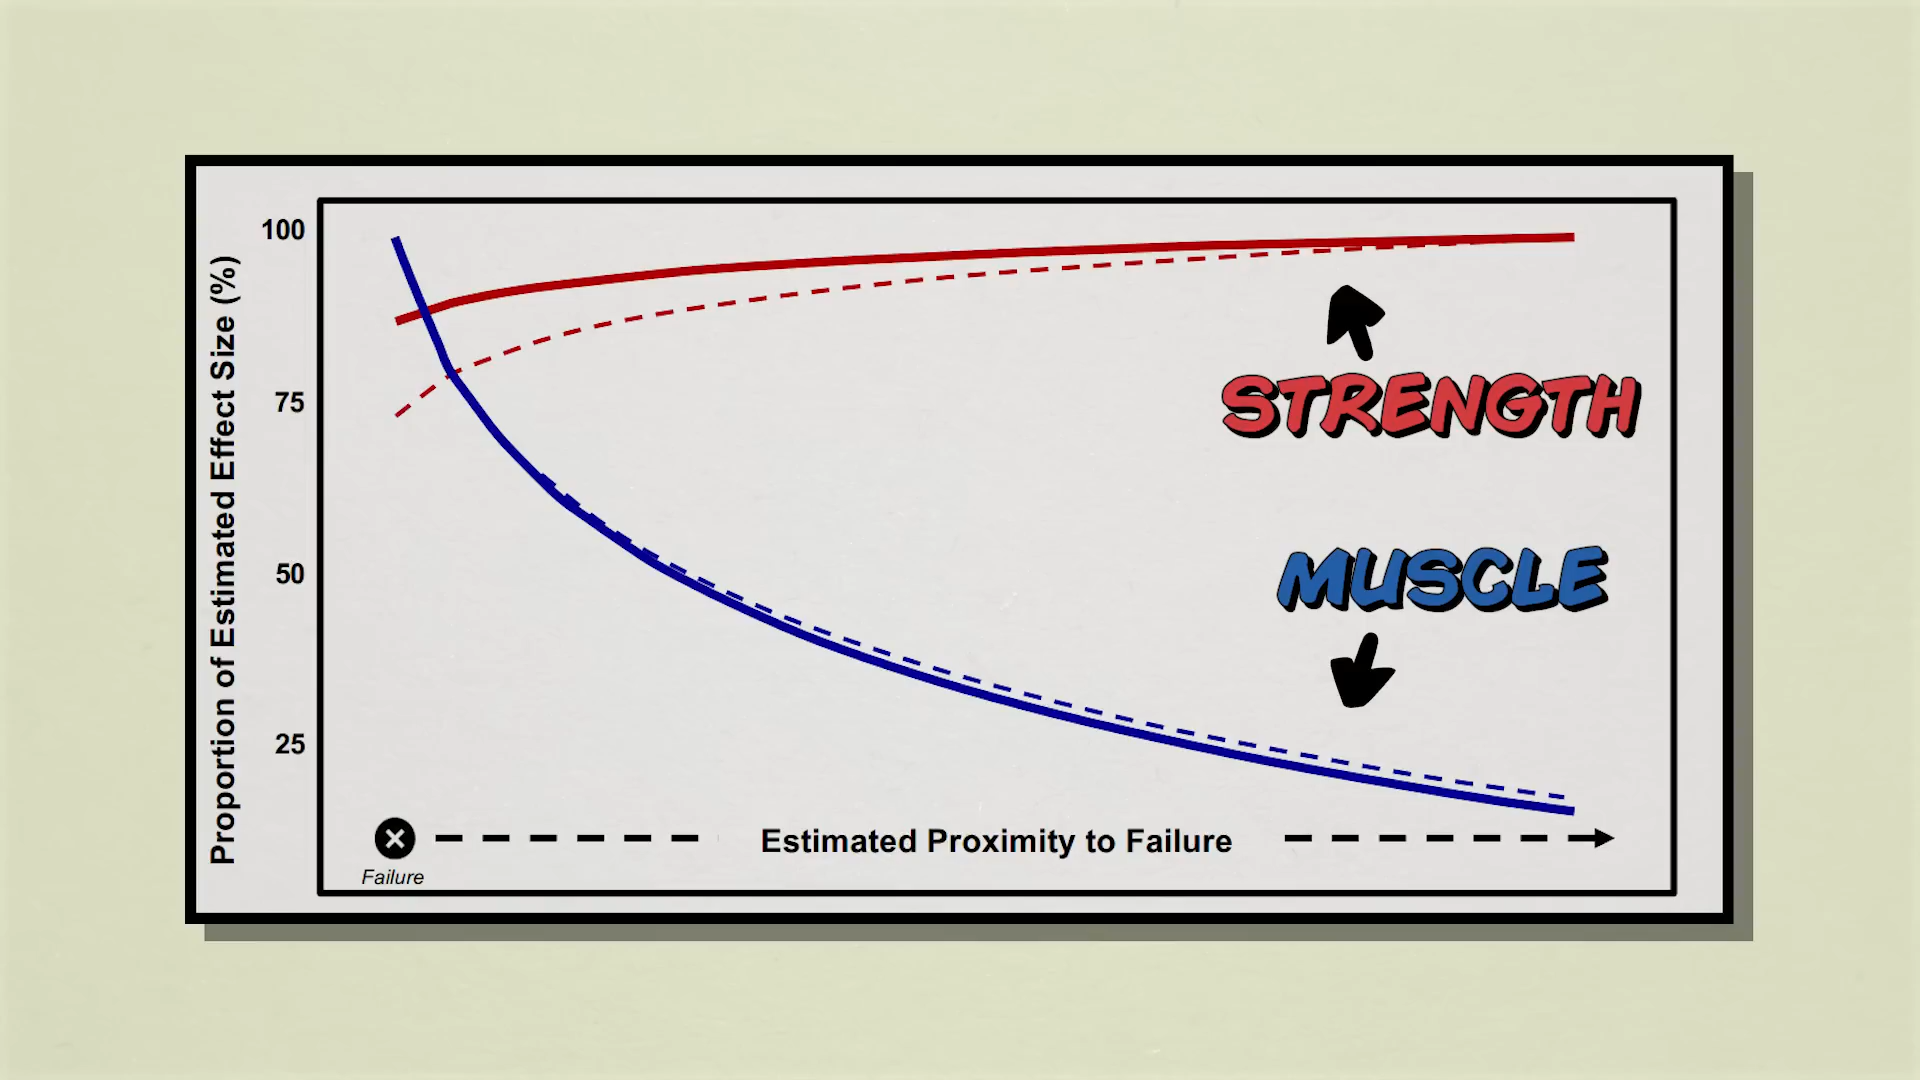 Proportion of Estimated Effect Size (%)
100
75
50
25
STRENGTH
MUSCLE
Estimated Proximity to Failure
Failure